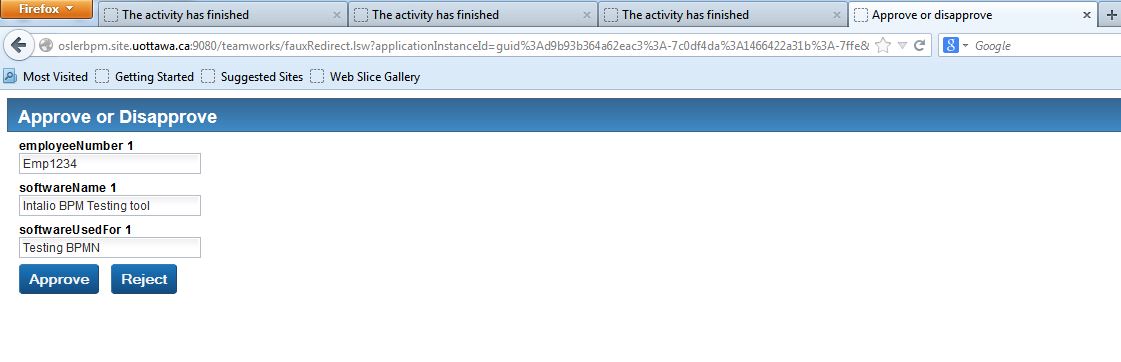 Firefox
The activity has finished
The activity has finished
The activity has finished
Approve or disapprove
oslerbpm.site.uottawa.ca:9080/teamworks/fauxRedirect.lsw?applicationInstanceId=guid%3Ad9b93b364a62eac3%3A-7c0df4da%3A1466422a31b%3A-7ffe&
Google
Most Visited Getting Started Suggested Sites Web Slice Gallery
Approve or Disapprove
employeeNumber 1
Emp1234
softwareName 1
Intalio BPM Testing tool
softwareUsedFor 1
Testing BPMN
Approve Reject